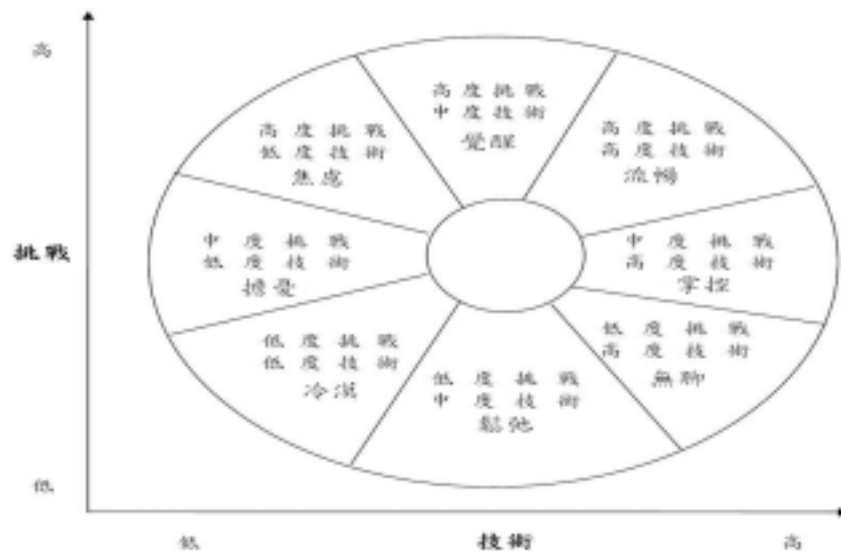 高
高度挑戰
中度技術
覺醒
高度挑戰
低度技術
焦慮
高度挑戰
高度技術
流暢
挑戰
中度挑戰
低度技術
擔憂
中度挑戰
高度技術
掌控
低度挑戰
低度技術
冷漠
低度挑戰
中度技術
鬆弛
低度挑戰
高度技術
無聊
低
低
技術
高